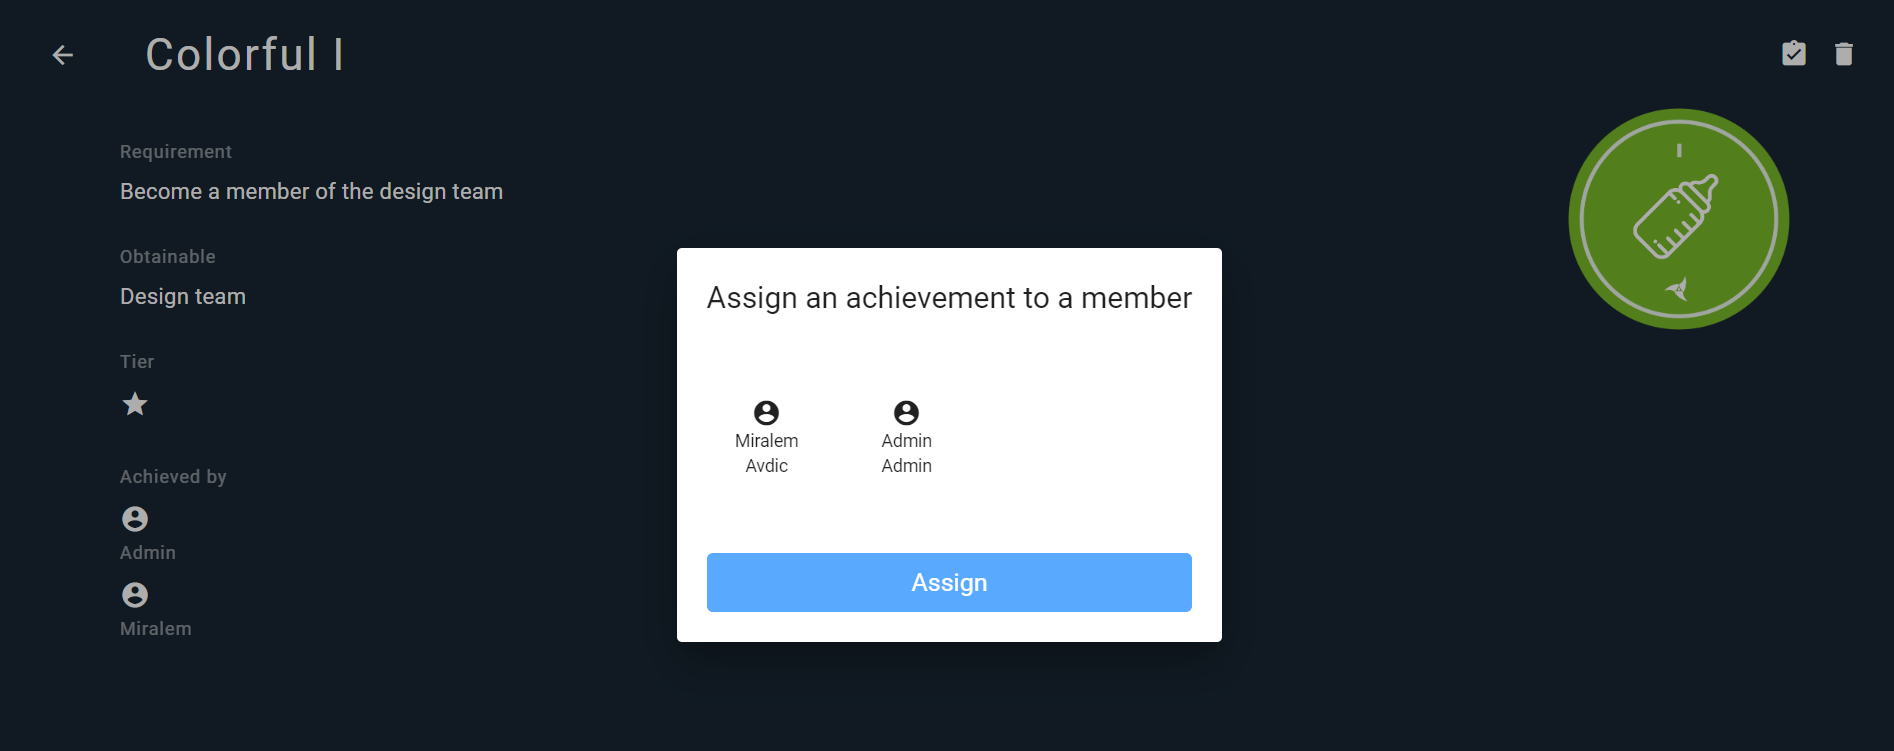 Colorful I
Requirement
Become a member of the design team
Obtainable
Design team
Tier
Achieved by
Admin
Miralem
I
Assign an achievement to a member
Miralem
Avdic
Admin
Admin
Assign